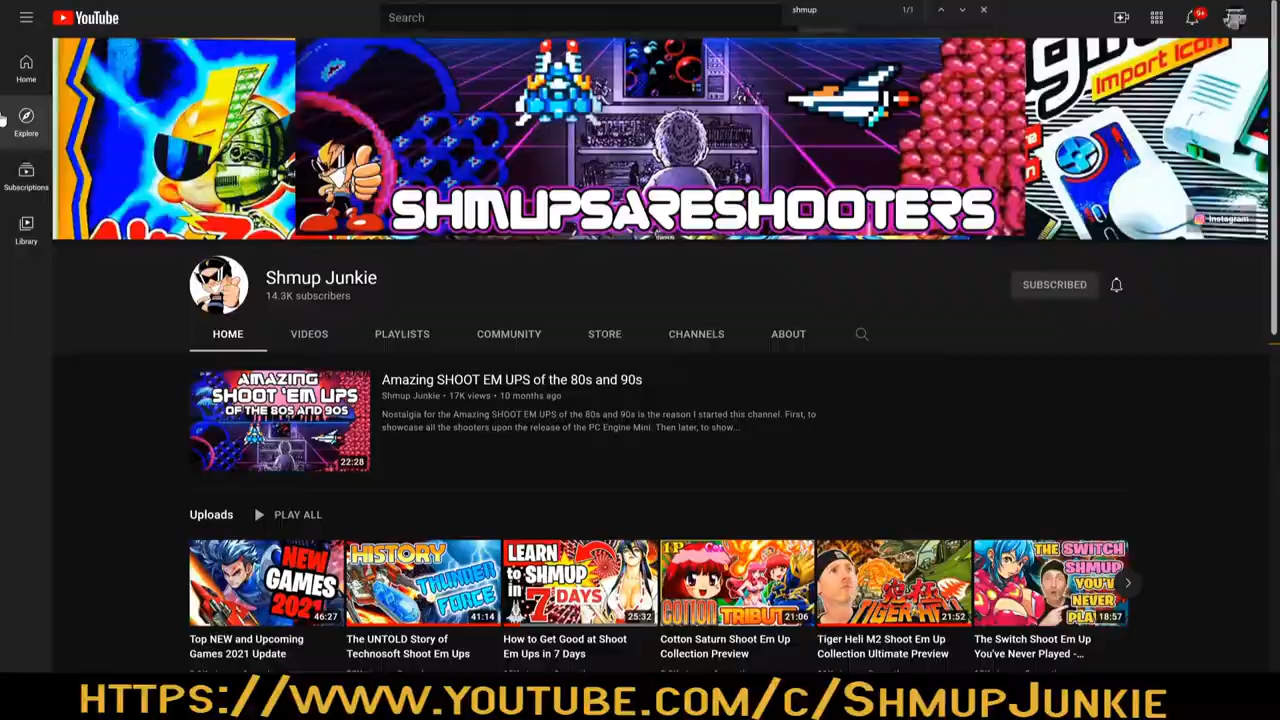 YouTube
Search
shmup
1/1
9+
Home
Explore
Subscriptions
Library
Import Icon
SHMUPSARESHOOTERS
Instagram
Shmup Junkie
14.3K subscribers
SUBSCRIBED
HOME VIDEOS PLAYLISTS COMMUNITY STORE CHANNELS ABOUT
AMAZING
SHOOT 'EM UPS
OF THE 80S AND 90S
22:28
Amazing SHOOT EM UPS of the 80s and 90s
Shmup Junkie • 17K views • 10 months ago
Nostalgia for the Amazing SHOOT EM UPS of the 80s and 90s is the reason I started this channel. First, to
showcase all the shooters upon the release of the PC Engine Mini. Then later, to show...
Uploads PLAY ALL
NEW
GAMES
2021
46:27
HISTORY
THUNDER
FORCE
41:14
LEARN
to SHMUP
in 7
DAYS
25:32
1P
COTTON TRIBUT
21:06
TIGER-HE
21:52
THE SWITCH
SHMUP
YOU'V
NEVER
PLA
18:57
Top NEW and Upcoming
Games 2021 Update
The UNTOLD Story of
Technosoft Shoot Em Ups
How to Get Good at Shoot
Em Ups in 7 Days
Cotton Saturn Shoot Em Up
Collection Preview
Tiger Heli M2 Shoot Em Up
Collection Ultimate Preview
The Switch Shoot Em Up
You've Never Played -...
HTTPS://WWW.YOUTUBE.COM/C/SHMUPJUNKIE